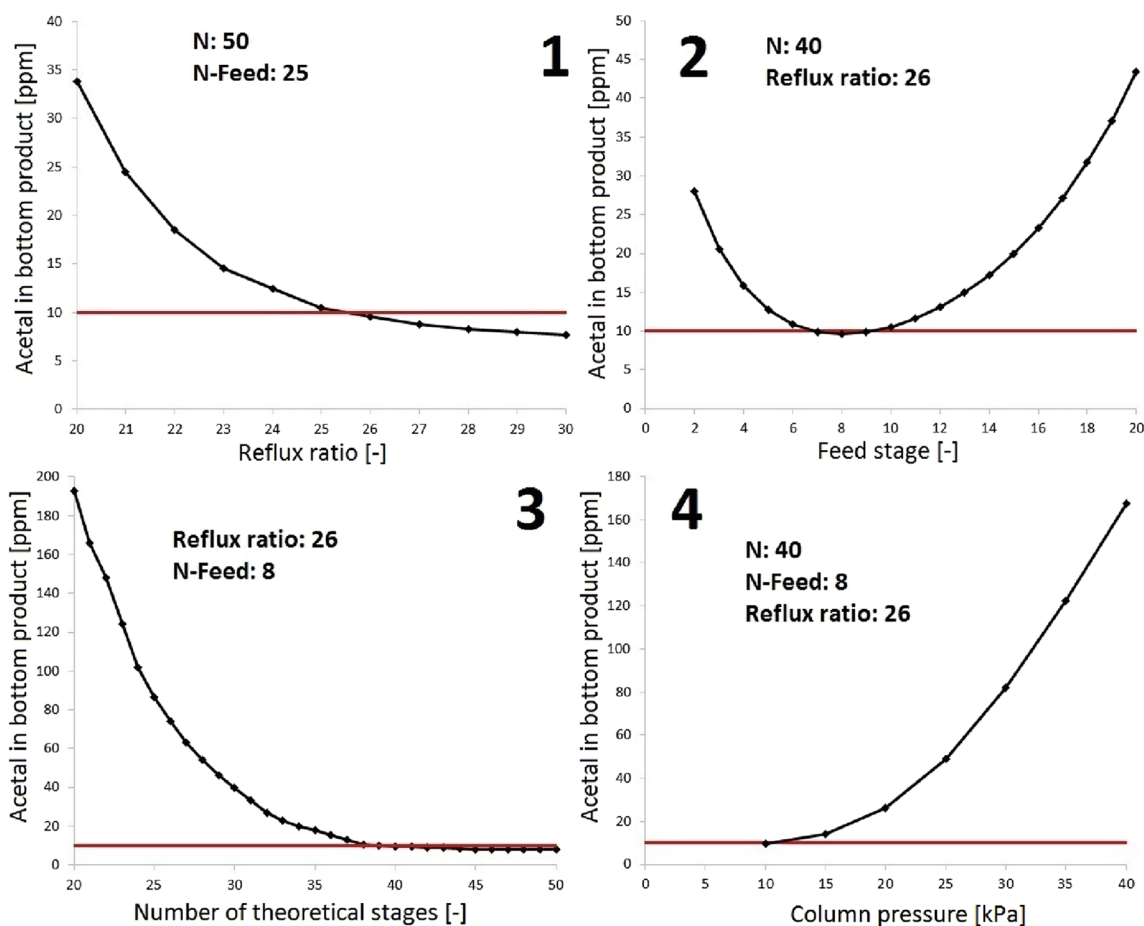 Acetal in bottom product [ppm]
40
35
30
25
20
15
10
5
0
N: 50
N-Feed: 25
1
20 21 22 23 24 25 26 27 28 29 30
Reflux ratio [-]
Acetal in bottom product [ppm]
50
45
40
35
30
25
20
15
10
5
0
2
N: 40
Reflux ratio: 26
0 2 4 6 8 10 12 14 16 18 20
Feed stage [-]
Acetal in bottom product [ppm]
200
180
160
140
120
100
80
60
40
20
0
Reflux ratio: 26
N-Feed: 8
3
20 25 30 35 40 45 50
Number of theoretical stages [-]
Acetal in bottom product [ppm]
180
160
140
120
100
80
60
40
20
0
4
N: 40
N-Feed: 8
Reflux ratio: 26
0 5 10 15 20 25 30 35 40
Column pressure [kPa]